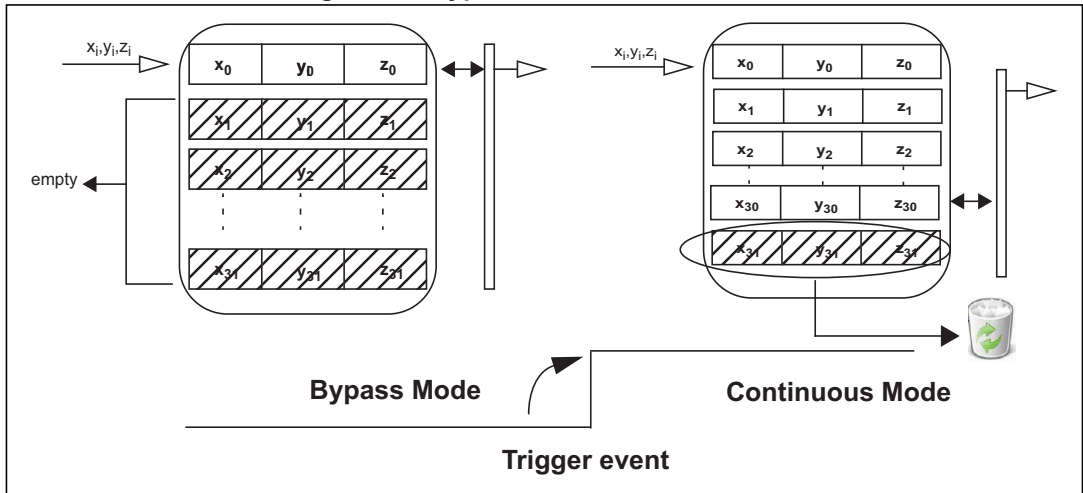 xi,yi,zi
x0 y0 z0
x1 y1 z1
x2 y2 z2
x31 y31 z31
empty
xi,yi,zi
x0 y0 z0
x1 y1 z1
x2 y2 z2
x30 y30 z30
x31 y31 z31
Bypass Mode
Continuous Mode
Trigger event